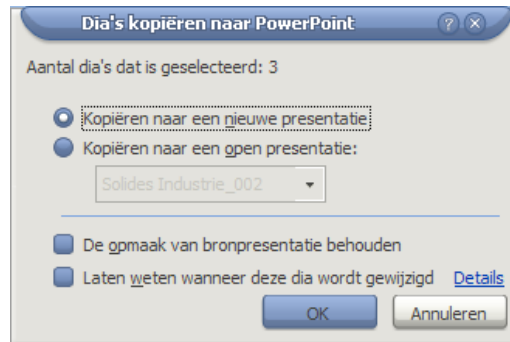 Dia's kopiëren naar PowerPoint
Aantal dia's dat is geselecteerd: 3
Kopiëren naar een nieuwe presentatie
Kopiëren naar een open presentatie:
Solides Industrie_002
De opmaak van bronpresentatie behouden
Laten weten wanneer deze dia wordt gewijzigd Details
OK Annuleren